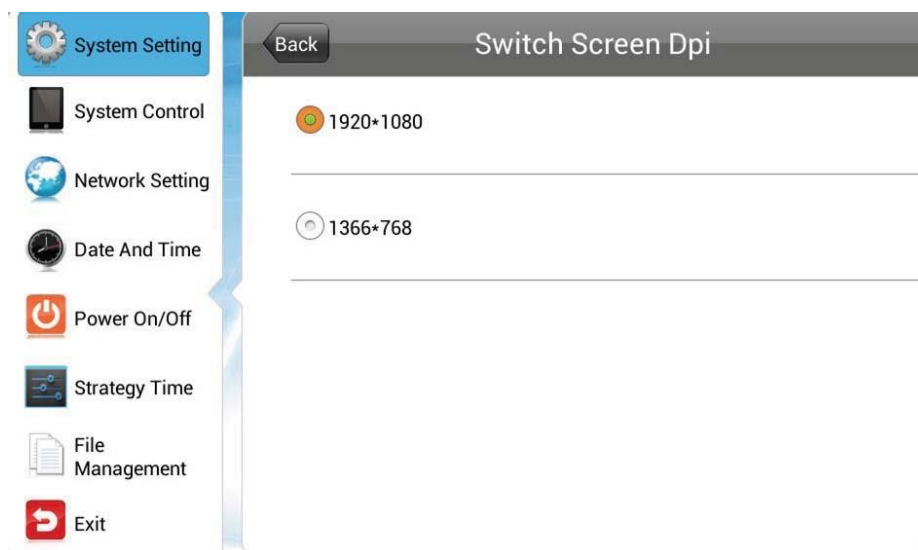 System Setting
System Control
Network Setting
Date And Time
Power On/Off
Strategy Time
File
Management
Exit
Back
Switch Screen Dpi
1920*1080
1366*768